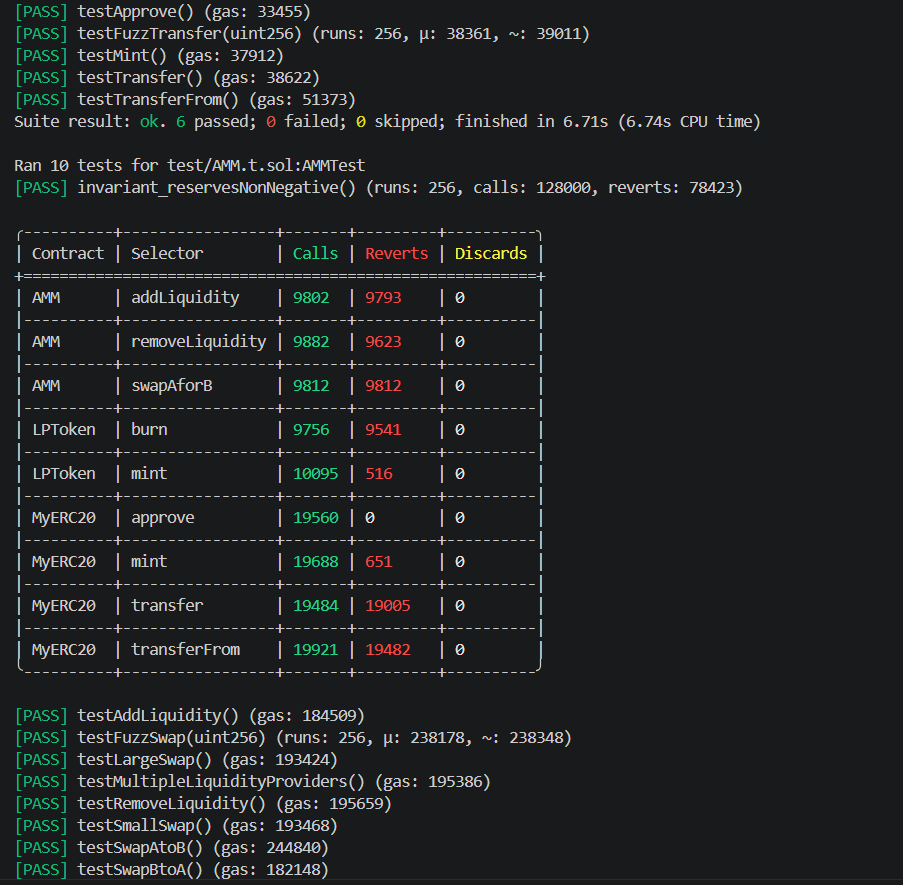 [PASS] testApprove() (gas: 33455)
[PASS] testFuzzTransfer(uint256) (runs: 256, μ: 38361, ~: 39011)
[PASS] testMint() (gas: 37912)
[PASS] testTransfer() (gas: 38622)
[PASS] testTransferFrom() (gas: 51373)
Suite result: ok. 6 passed; 0 failed; 0 skipped; finished in 6.71s (6.74s CPU time)
Ran 10 tests for test/AMM.t.sol:AMMTest
[PASS] invariant_reservesNonNegative() (runs: 256, calls: 128000, reverts: 78423)
| Contract | Selector | Calls | Reverts | Discards |
| AMM | addLiquidity | 9802 | 9793 | 0 |
| AMM | removeLiquidity | 9882 | 9623 | 0 |
| AMM | swapAforB | 9812 | 9812 | 0 |
| LPToken | burn | 9756 | 9541 | 0 |
| LPToken | mint | 10095 | 516 | 0 |
| MyERC20 | approve | 19560 | 0 | 0 |
| MyERC20 | mint | 19688 | 651 | 0 |
| MyERC20 | transfer | 19484 | 19005 | 0 |
| MyERC20 | transferFrom | 19921 | 19482 | 0 |
[PASS] testAddLiquidity() (gas: 184509)
[PASS] testFuzzSwap(uint256) (runs: 256, μ: 238178, ~: 238348)
[PASS] testLargeSwap() (gas: 193424)
[PASS] testMultipleLiquidityProviders() (gas: 195386)
[PASS] testRemoveLiquidity() (gas: 195659)
[PASS] testSmallSwap() (gas: 193468)
[PASS] testSwapAtoB() (gas: 244840)
[PASS] testSwapBtoA() (gas: 182148)